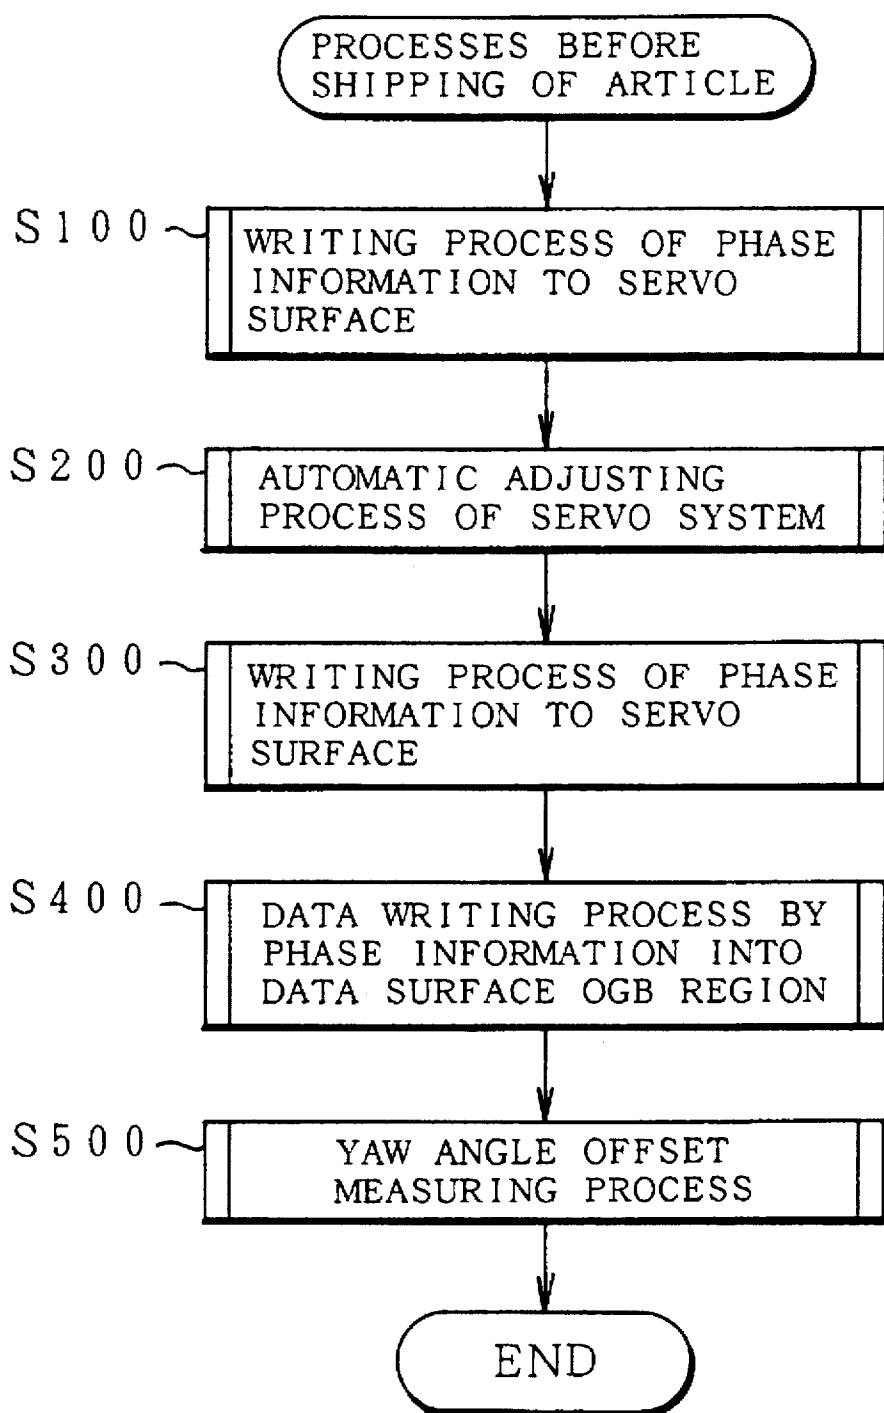 PROCESSES BEFORE
SHIPPING OF ARTICLE
S100
WRITING PROCESS OF PHASE
INFORMATION TO SERVO
SURFACE
S200
AUTOMATIC ADJUSTING
PROCESS OF SERVO SYSTEM
S300
WRITING PROCESS OF PHASE
INFORMATION TO SERVO
SURFACE
S400
DATA WRITING PROCESS BY
PHASE INFORMATION INTO
DATA SURFACE OGB REGION
S500
YAW ANGLE OFFSET
MEASURING PROCESS
END